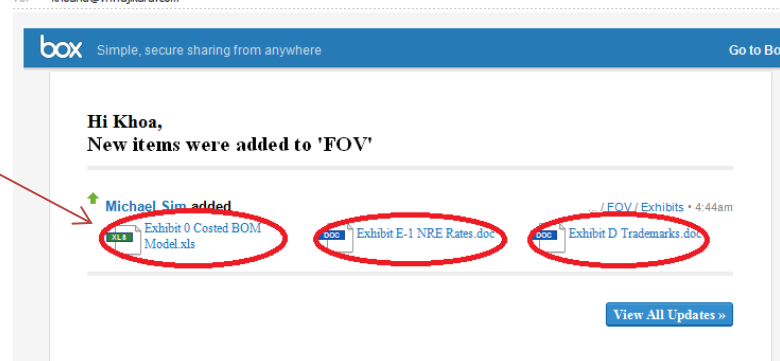 box Simple, secure sharing from anywhere Go to Bo
Hi Khoa,
New items were added to 'FOV'
Michael Sim added / FOV / Exhibits • 4:44am
XLS Exhibit 0 Costed BOM Model.xls
DOC Exhibit E-1 NRE Rates.doc
DOC Exhibit D Trademarks.doc
View All Updates »